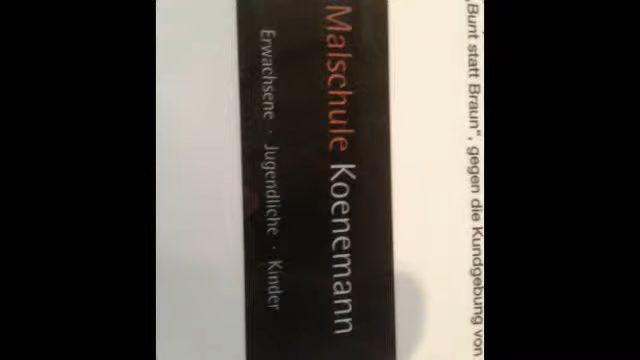 „Bunt statt Braun“, gegen die Kundgebung von
Malschule Koenemann
Erwachsene · Jugendliche · Kinder